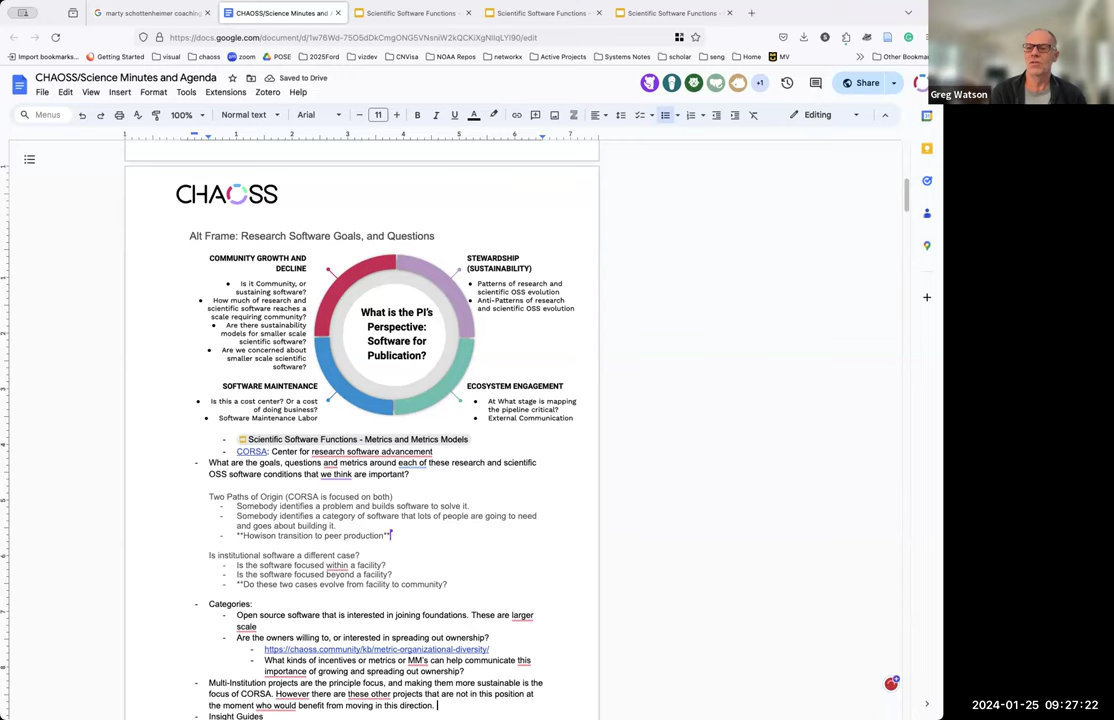 marty schottenheimer coaching
CHAOSS/Science Minutes and A
Scientific Software Functions -
Scientific Software Functions -
Scientific Software Functions -
https://docs.google.com/document/d/1w76Wd-75O5dDkCmgONG5VNsniW2kQCKiXgNllqLYI90/edit
Import bookmarks...
Getting Started
visual
chaoss
zoom
POSE
2025Ford
vizdev
CNVisa
NOAA Repos
networkx
Active Projects
Systems Notes
scholar
seng
Home
MV
Other Bookmar
Greg Watson
CHAOSS/Science Minutes and Agenda
Saved to Drive
File Edit View Insert Format Tools Extensions Zotero Help
+1
Share
Menus
100%
Normal text
Arial
11
Editing
1 1 2 3 4 5 6 7
CHAOSS
Alt Frame: Research Software Goals, and Questions
COMMUNITY GROWTH AND
DECLINE
Is it Community, or
sustaining software?
How much of research and
scientific software reaches a
scale requiring community?
Are there sustainability
models for smaller scale
scientific software?
Are we concerned about
smaller scale scientific
software?
STEWARDSHIP
(SUSTAINABILITY)
Patterns of research and
scientific OSS evolution
Anti-Patterns of research
and scientific OSS evolution
What is the PI's
Perspective:
Software for
Publication?
SOFTWARE MAINTENANCE
Is this a cost center? Or a cost
of doing business?
Software Maintenance Labor
ECOSYSTEM ENGAGEMENT
At What stage is mapping
the pipeline critical?
External Communication
- Scientific Software Functions - Metrics and Metrics Models
- CORSA: Center for research software advancement
- What are the goals, questions and metrics around each of these research and scientific
OSS software conditions that we think are important?
Two Paths of Origin (CORSA is focused on both)
- Somebody identifies a problem and builds software to solve it.
- Somebody identifies a category of software that lots of people are going to need
and goes about building it.
- **Howison transition to peer production**
Is institutional software a different case?
- Is the software focused within a facility?
- Is the software focused beyond a facility?
- **Do these two cases evolve from facility to community?
- Categories:
- Open source software that is interested in joining foundations. These are larger
scale
- Are the owners willing to, or interested in spreading out ownership?
- https://chaoss.community/kb/metric-organizational-diversity/
- What kinds of incentives or metrics or MM's can help communicate this
importance of growing and spreading out ownership?
- Multi-Institution projects are the principle focus, and making them more sustainable is the
focus of CORSA. However there are these other projects that are not in this position at
the moment who would benefit from moving in this direction.
- Insight Guides
2024-01-25 09:27:22